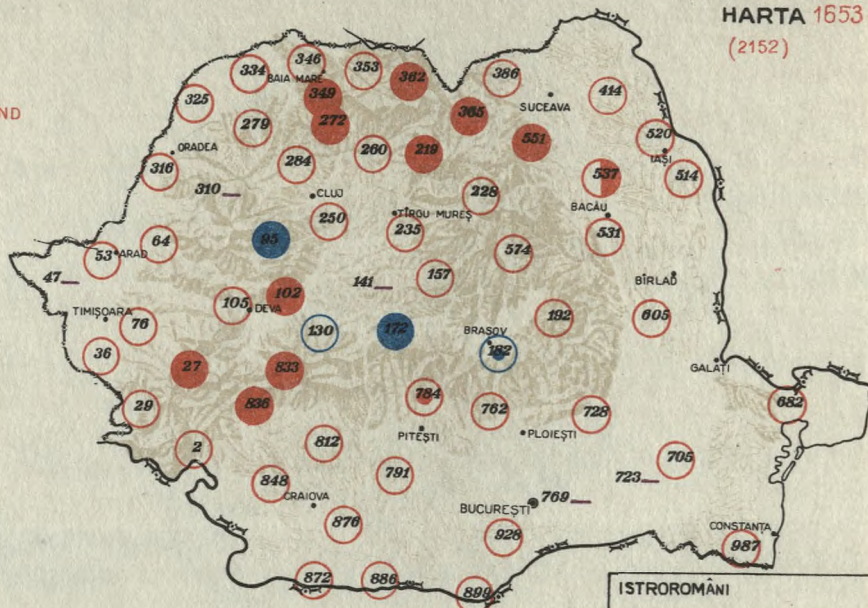 HARTA 1653
(2152)
ND
346
334
BAIA MARE
353
362
386
349
414
325
SUCEAVA
365
279
272
551
520
ORADEA
260
219
IAȘI
316
284
537
514
310
CLUJ
228
BACĂU
250
TÎRGU MUREȘ
235
531
95
64
574
53
ARAD
157
BÎRLAD
47
141
102
105
DEVA
TIMIȘOARA
76
130
172
BRAȘOV
192
605
182
36
27
833
GALAȚI
29
836
784
762
728
682
2
812
PITEȘTI
PLOIEȘTI
705
848
791
723
CRAIOVA
BUCUREȘTI
769
876
928
CONSTANȚA
987
872
886
899
ISTROROMÂNI